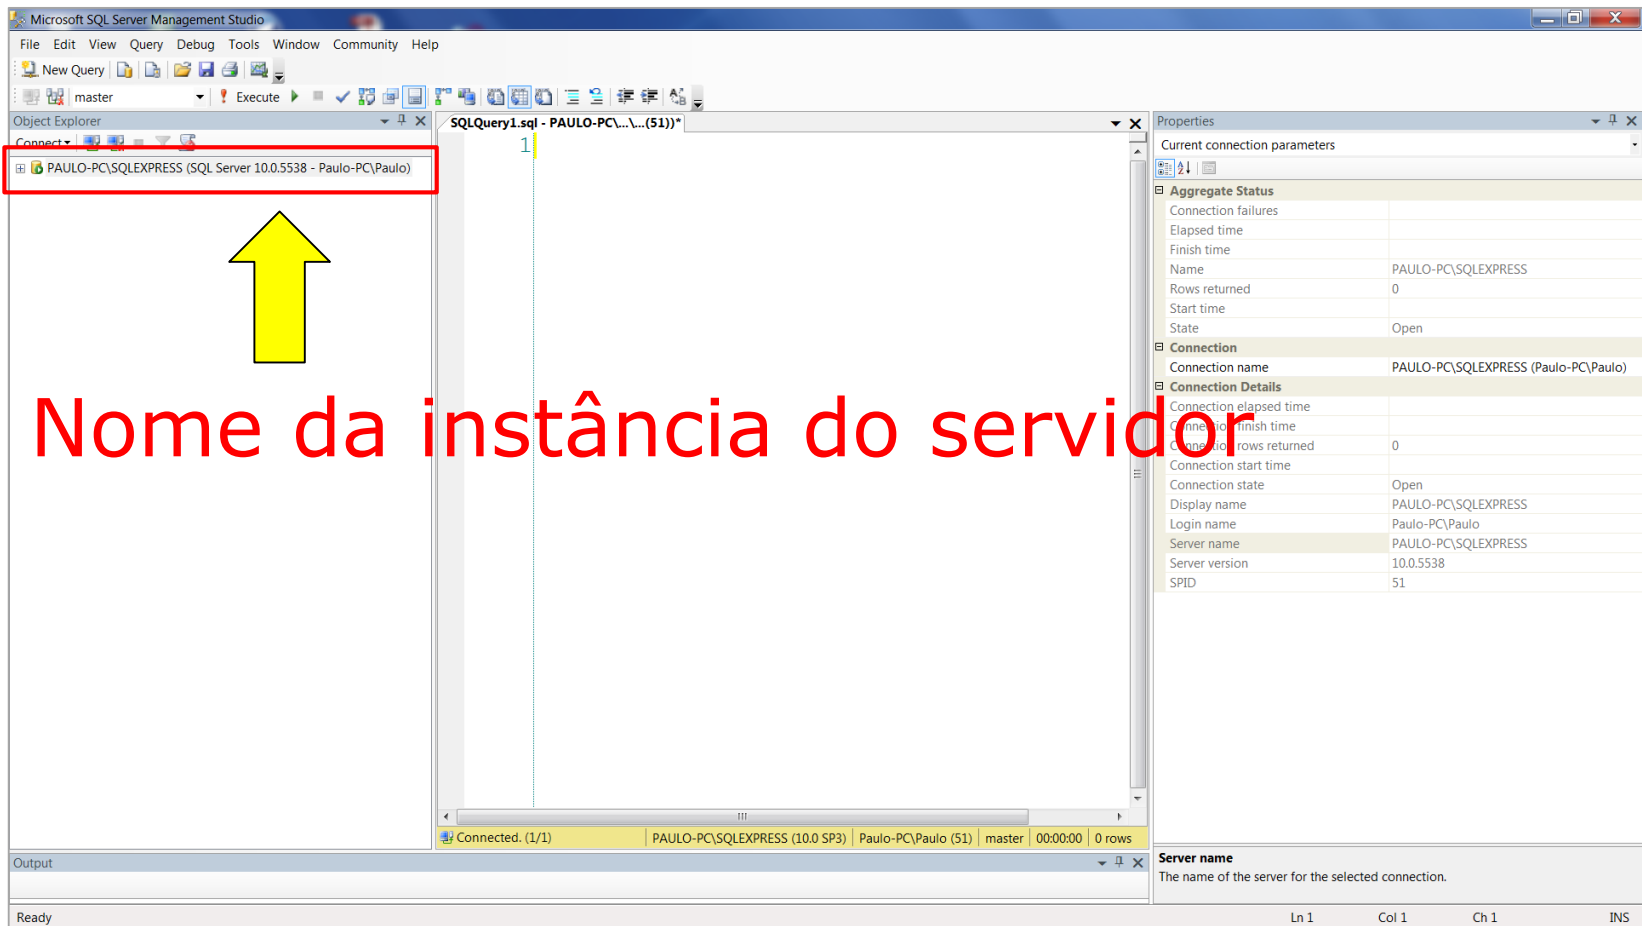 Microsoft SQL Server Management Studio
File Edit View Query Debug Tools Window Community Help
New Query
master Execute
Object Explorer
Connect
PAULO-PC\SQLEXPRESS (SQL Server 10.0.5538 - Paulo-PC\Paulo)
SQLQuery1.sql - PAULO-PC\...\...(51))*
1
Nome da instância do servidor
Connected. (1/1) PAULO-PC\SQLEXPRESS (10.0 SP3) Paulo-PC\Paulo (51) master 00:00:00 0 rows
Output
Properties
Current connection parameters
Aggregate Status
Connection failures
Elapsed time
Finish time
Name PAULO-PC\SQLEXPRESS
Rows returned 0
Start time
State Open
Connection
Connection name PAULO-PC\SQLEXPRESS (Paulo-PC\Paulo)
Connection Details
Connection elapsed time
Connection finish time
Connection rows returned 0
Connection start time
Connection state Open
Display name PAULO-PC\SQLEXPRESS
Login name Paulo-PC\Paulo
Server name PAULO-PC\SQLEXPRESS
Server version 10.0.5538
SPID 51
Server name
The name of the server for the selected connection.
Ready Ln 1 Col 1 Ch 1 INS